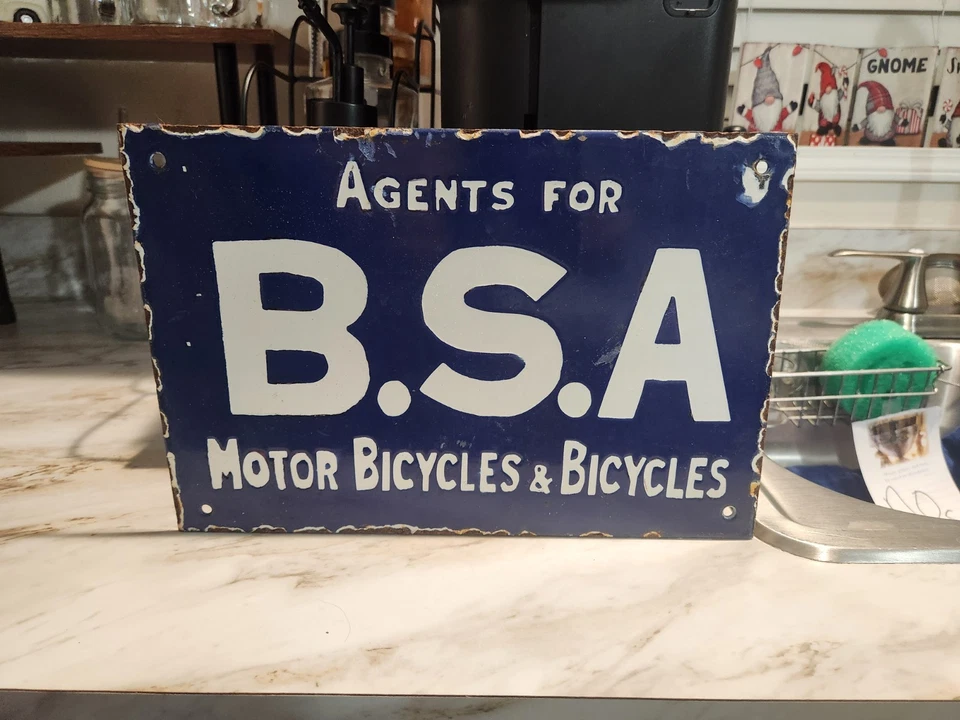 AGENTS FOR
B.S.A
MOTOR BICYCLES & BICYCLES
GNOME